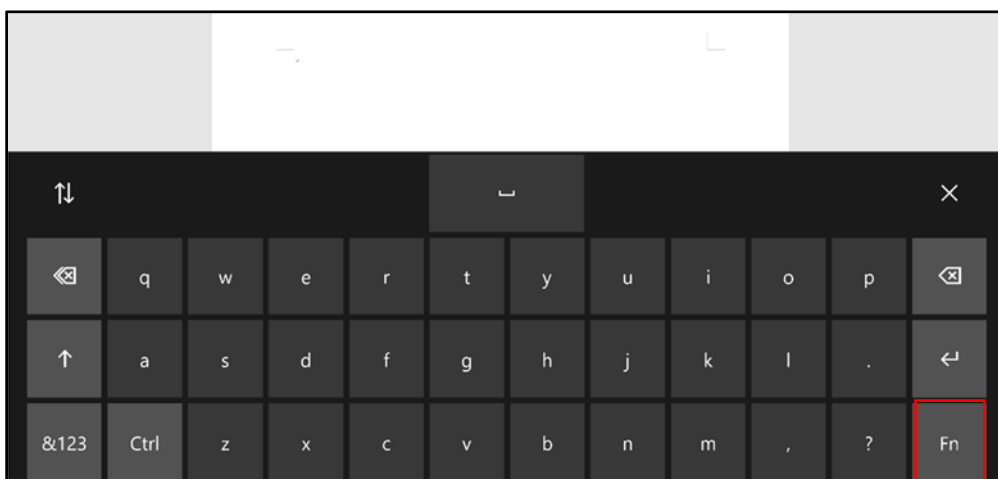 q w e r t y u i o p
a s d f g h j k l .
&123 Ctrl z x c v b n m , ? Fn